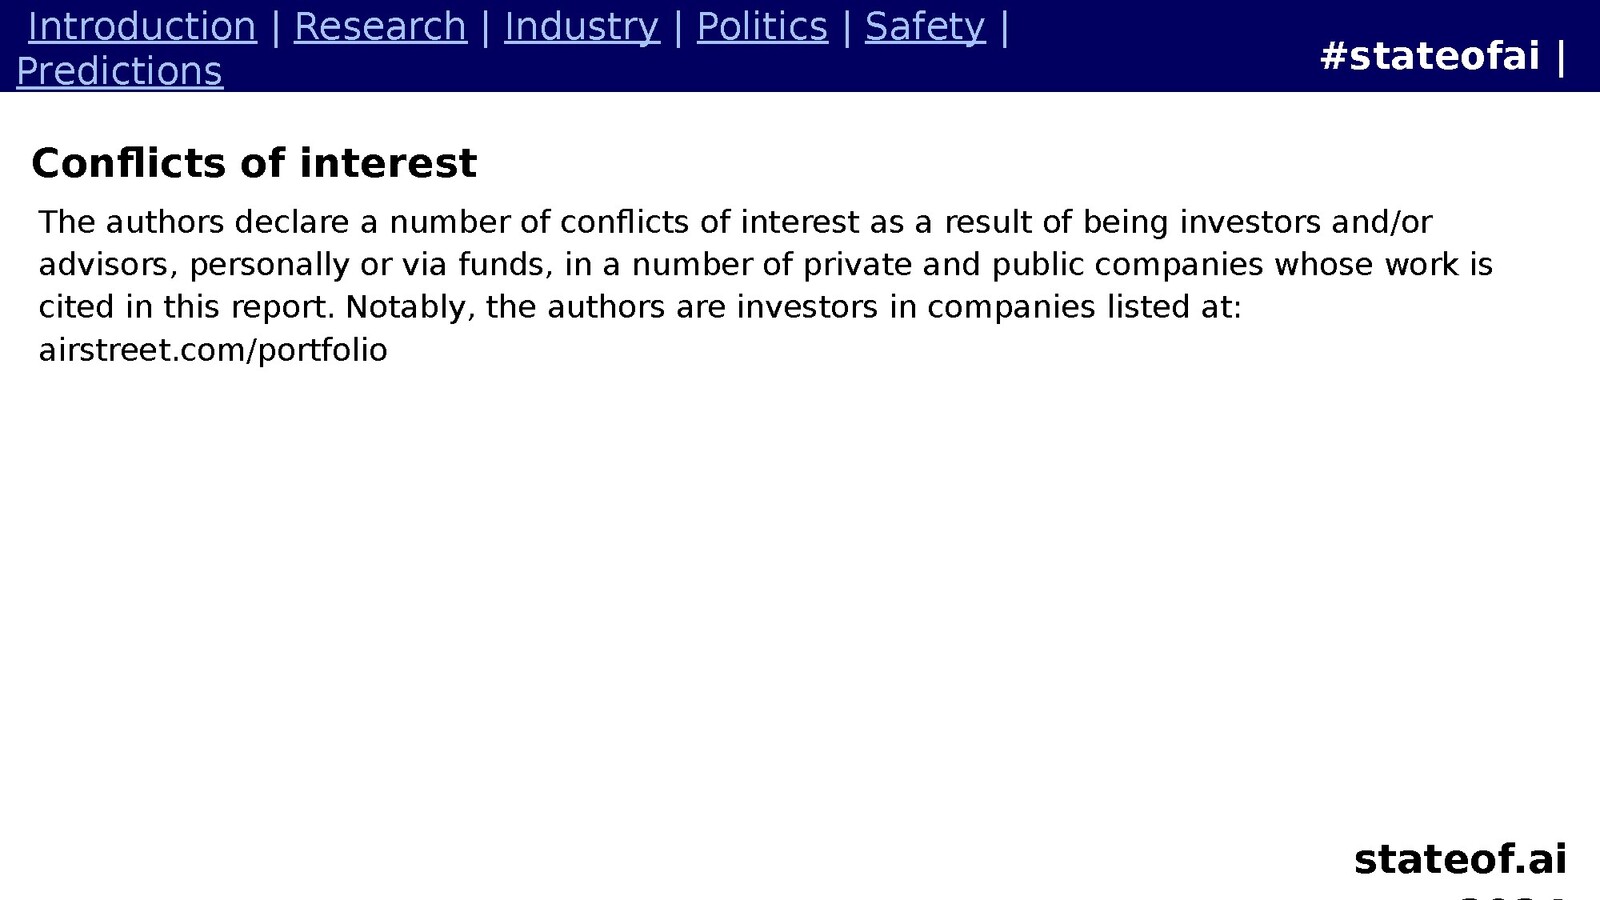 Introduction | Research | Industry | Politics | Safety |
Predictions
#stateofai |
Conflicts of interest
The authors declare a number of conflicts of interest as a result of being investors and/or
advisors, personally or via funds, in a number of private and public companies whose work is
cited in this report. Notably, the authors are investors in companies listed at:
airstreet.com/portfolio
stateof.ai